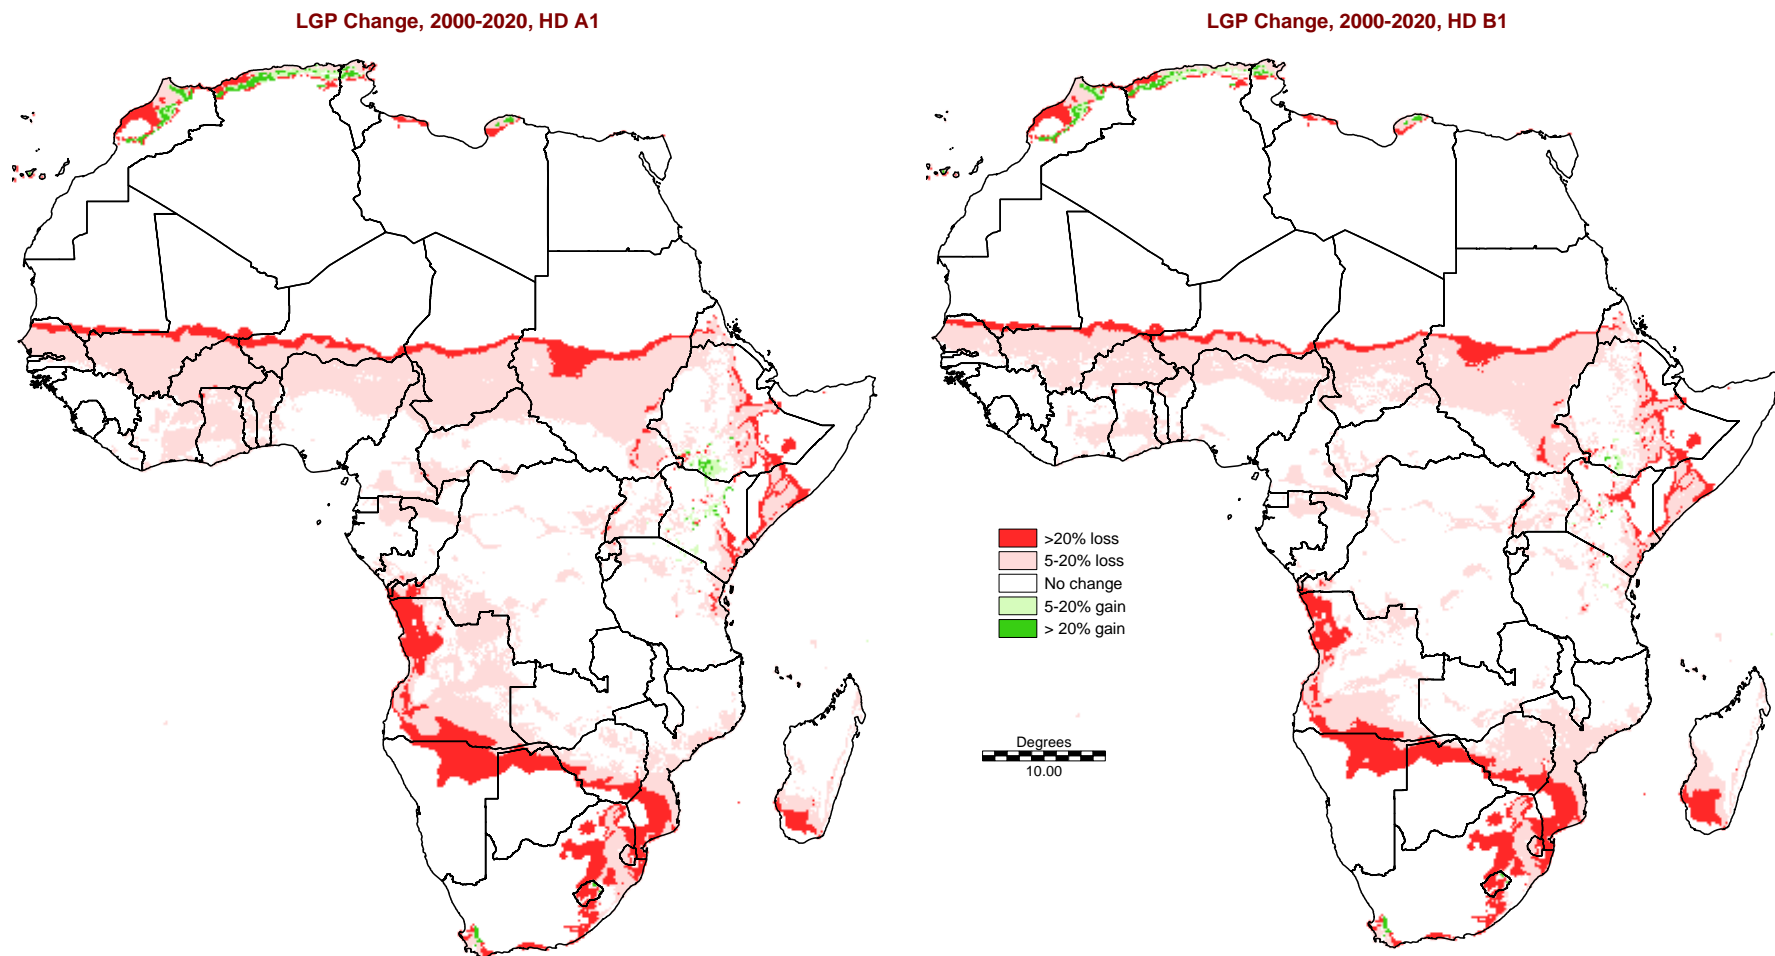 LGP Change, 2000-2020, HD A1
LGP Change, 2000-2020, HD B1
>20% loss
5-20% loss
No change
5-20% gain
> 20% gain
Degrees
10.00